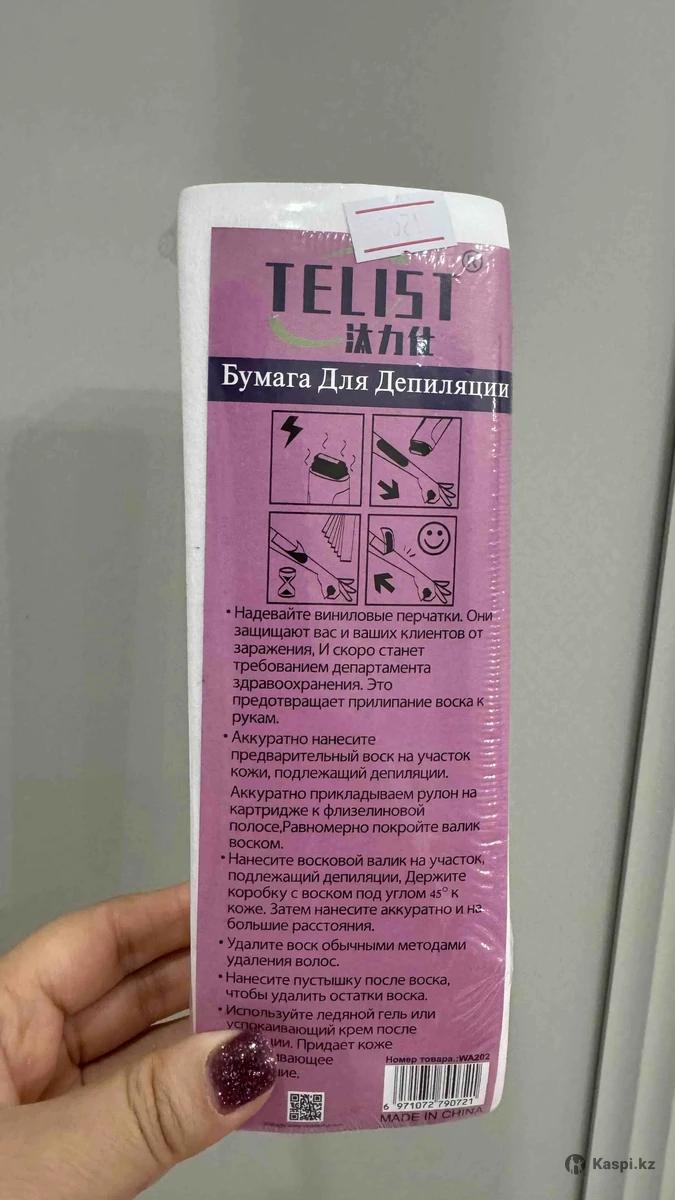 TELIST®
汰力仕
Бумага Для Депиляции
• Надевайте виниловые перчатки. Они
защищают вас и ваших клиентов от
заражения, И скоро станет
требованием департамента
здравоохранения. Это
предотвращает прилипание воска к
рукам.
• Аккуратно нанесите
предварительный воск на участок
кожи, подлежащий депиляции.
Аккуратно прикладываем рулон на
картридже к флизелиновой
полосе,Равномерно покройте валик
воском.
• Нанесите восковой валик на участок,
подлежащий депиляции, Держите
коробку с воском под углом 45° к
коже. Затем нанесите аккуратно и на
большие расстояния.
• Удалите воск обычными методами
удаления волос.
• Нанесите пустышку после воска,
чтобы удалить остатки воска.
• Используйте ледяной гель или
успокаивающий крем после
Придает коже
Номер товара.:WA202
6 971072 790721
MADE IN CHINA
Kaspi.kz